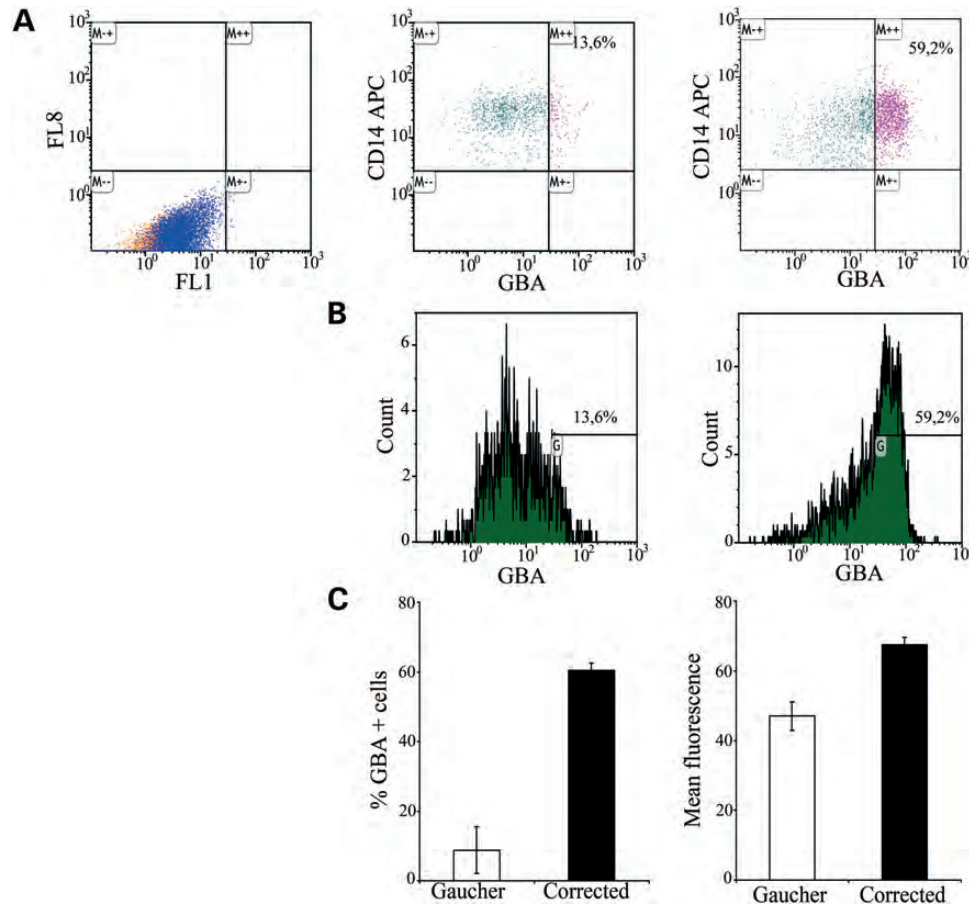 A
M-+
M++
M--
M+-
10³
10²
10¹
10⁰
FL8
10⁰
10¹
10²
10³
FL1
M-+
M++
13,6%
M--
M+-
10³
10²
10¹
10⁰
CD14 APC
10⁰
10¹
10²
10³
GBA
M-+
M++
59,2%
M--
M+-
10³
10²
10¹
10⁰
CD14 APC
10⁰
10¹
10²
10³
GBA
B
6
4
2
0
Count
13,6%
G
10⁰
10¹
10²
10³
GBA
10
5
0
Count
59,2%
G
10⁰
10¹
10²
10³
GBA
C
80
60
40
20
0
% GBA + cells
Gaucher
Corrected
80
60
40
20
0
Mean fluorescence
Gaucher
Corrected